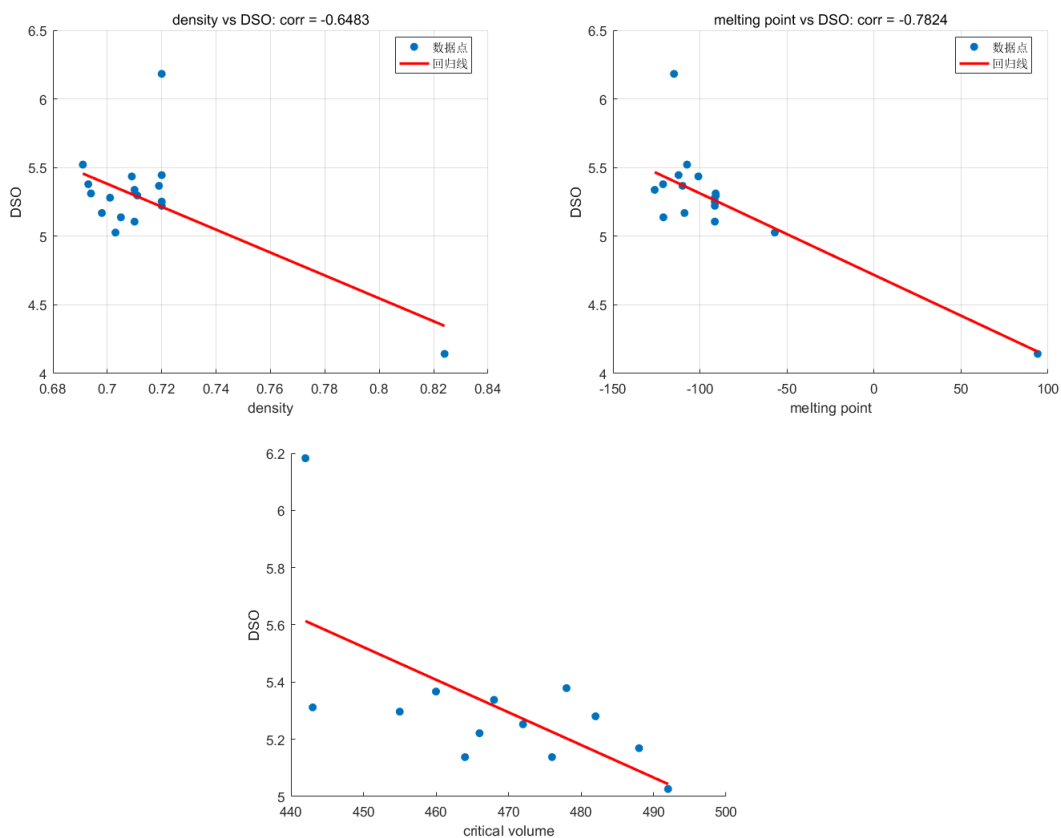 density vs DSO: corr = -0.6483
6.5
6
5.5
5
4.5
4
DSO
数据点
回归线
0.68 0.7 0.72 0.74 0.76 0.78 0.8 0.82 0.84
density
melting point vs DSO: corr = -0.7824
6.5
6
5.5
5
4.5
4
DSO
数据点
回归线
-150 -100 -50 0 50 100
melting point
6.2
6
5.8
5.6
5.4
5.2
5
DSO
440 450 460 470 480 490 500
critical volume